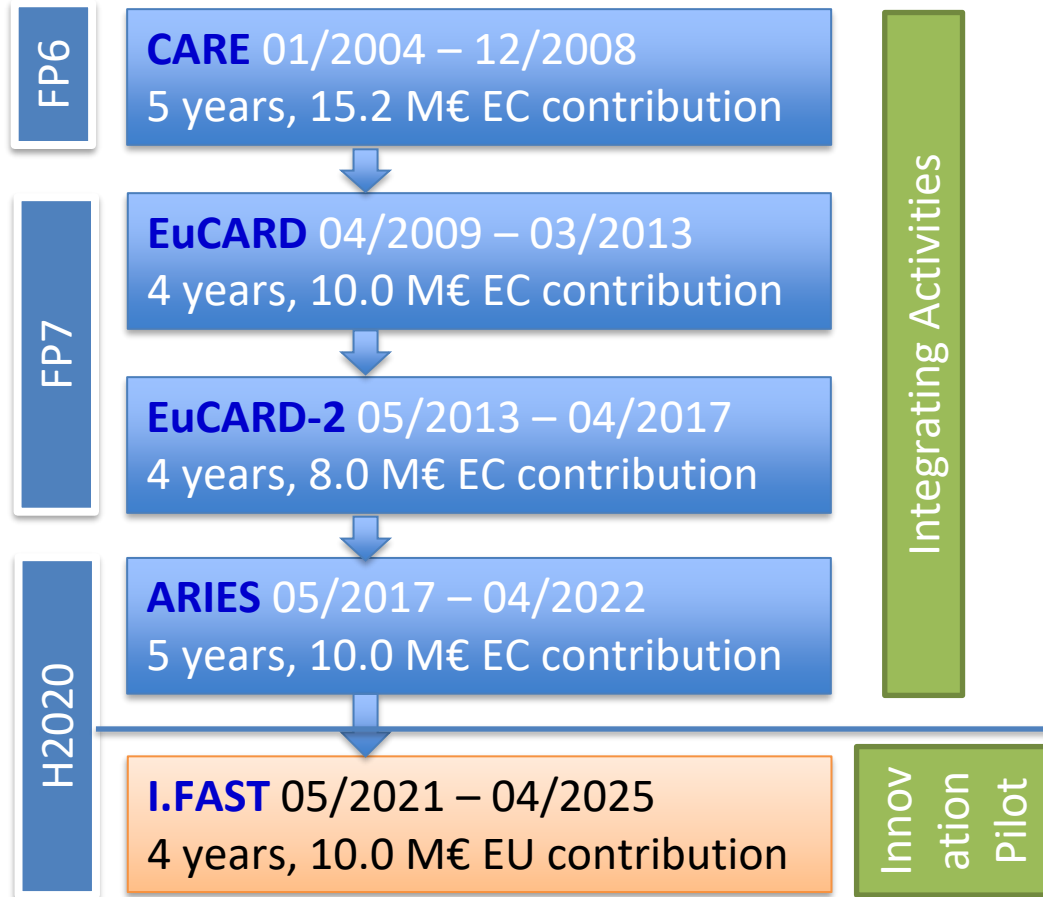 FP6
CARE 01/2004 – 12/2008
5 years, 15.2 M€ EC contribution
FP7
EuCARD 04/2009 – 03/2013
4 years, 10.0 M€ EC contribution
EuCARD-2 05/2013 – 04/2017
4 years, 8.0 M€ EC contribution
Integrating Activities
H2020
ARIES 05/2017 – 04/2022
5 years, 10.0 M€ EC contribution
I.FAST 05/2021 – 04/2025
4 years, 10.0 M€ EU contribution
Innov
ation
Pilot